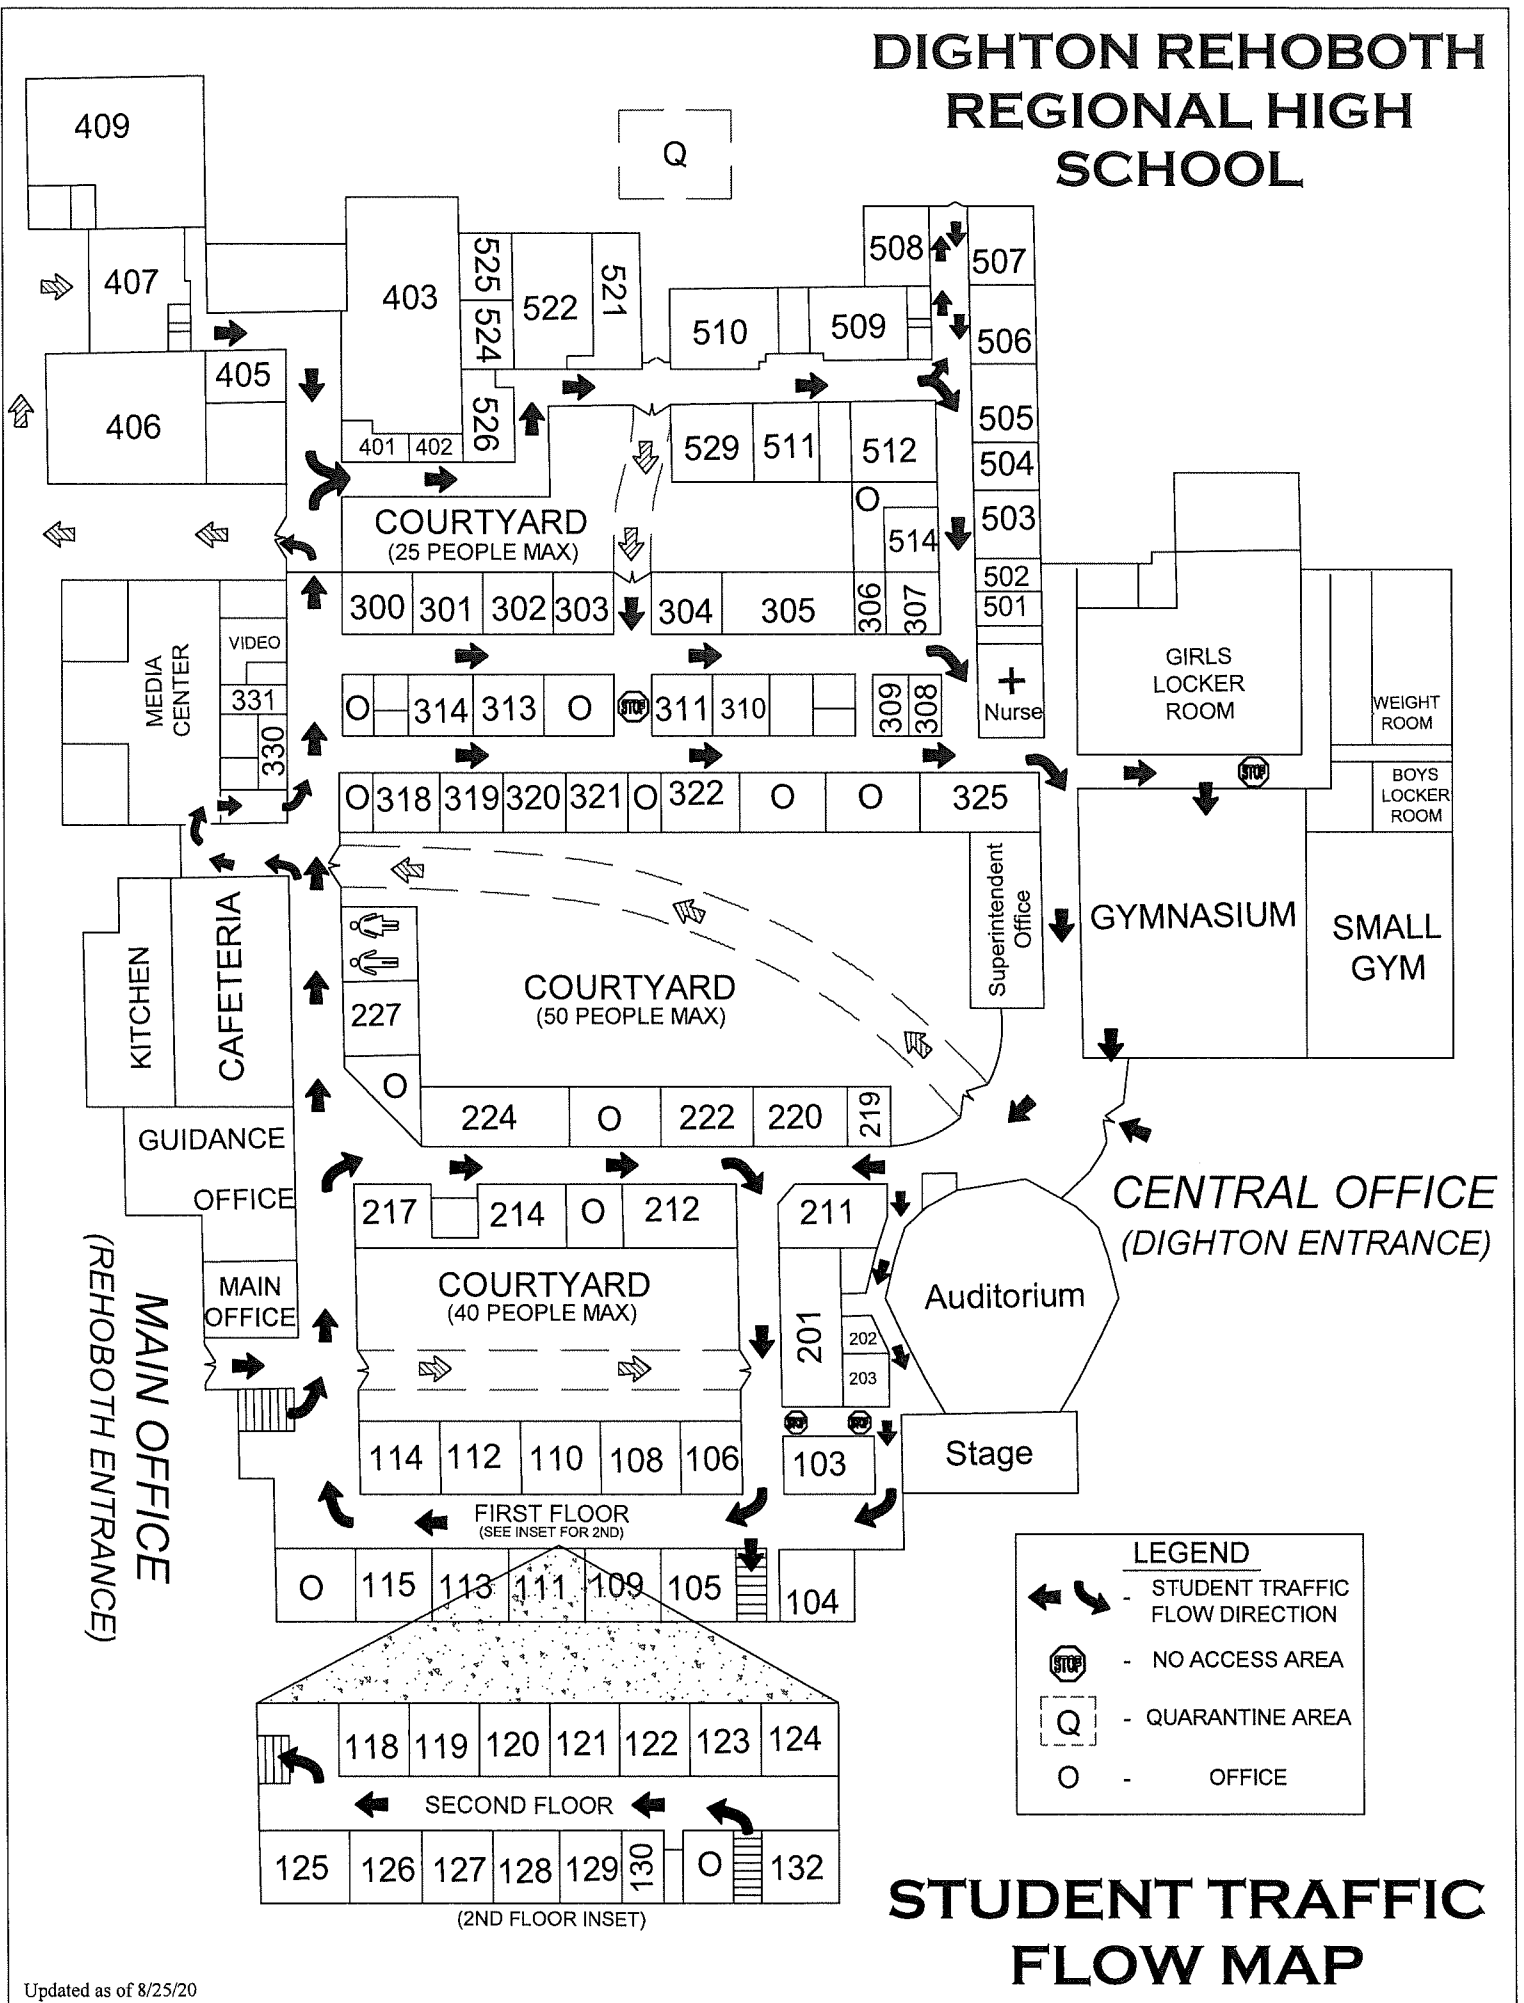 DIGHTON REHOBOTH
REGIONAL HIGH
SCHOOL
409
Q
508
507
407
403
525
522
521
524
510
509
506
405
406
401
402
526
529
511
512
505
504
O
503
514
COURTYARD
(25 PEOPLE MAX)
502
501
300
301
302
303
304
305
306
307
VIDEO
MEDIA
CENTER
331
330
GIRLS
LOCKER
ROOM
WEIGHT
ROOM
Nurse
O
314
313
O
STOP
311
310
309
308
STOP
BOYS
LOCKER
ROOM
O
318
319
320
321
O
322
O
O
325
Superintendent
Office
GYMNASIUM
SMALL
GYM
KITCHEN
CAFETERIA
227
O
COURTYARD
(50 PEOPLE MAX)
224
O
222
220
219
GUIDANCE
OFFICE
CENTRAL OFFICE
(DIGHTON ENTRANCE)
217
214
O
212
211
MAIN
OFFICE
MAIN OFFICE
(REHOBOTH ENTRANCE)
COURTYARD
(40 PEOPLE MAX)
201
202
203
Auditorium
STOP
STOP
114
112
110
108
106
103
Stage
FIRST FLOOR
(SEE INSET FOR 2ND)
O
115
113
111
109
105
104
LEGEND
- STUDENT TRAFFIC
FLOW DIRECTION
STOP - NO ACCESS AREA
Q - QUARANTINE AREA
O - OFFICE
118
119
120
121
122
123
124
SECOND FLOOR
125
126
127
128
129
130
O
132
(2ND FLOOR INSET)
STUDENT TRAFFIC
FLOW MAP
Updated as of 8/25/20